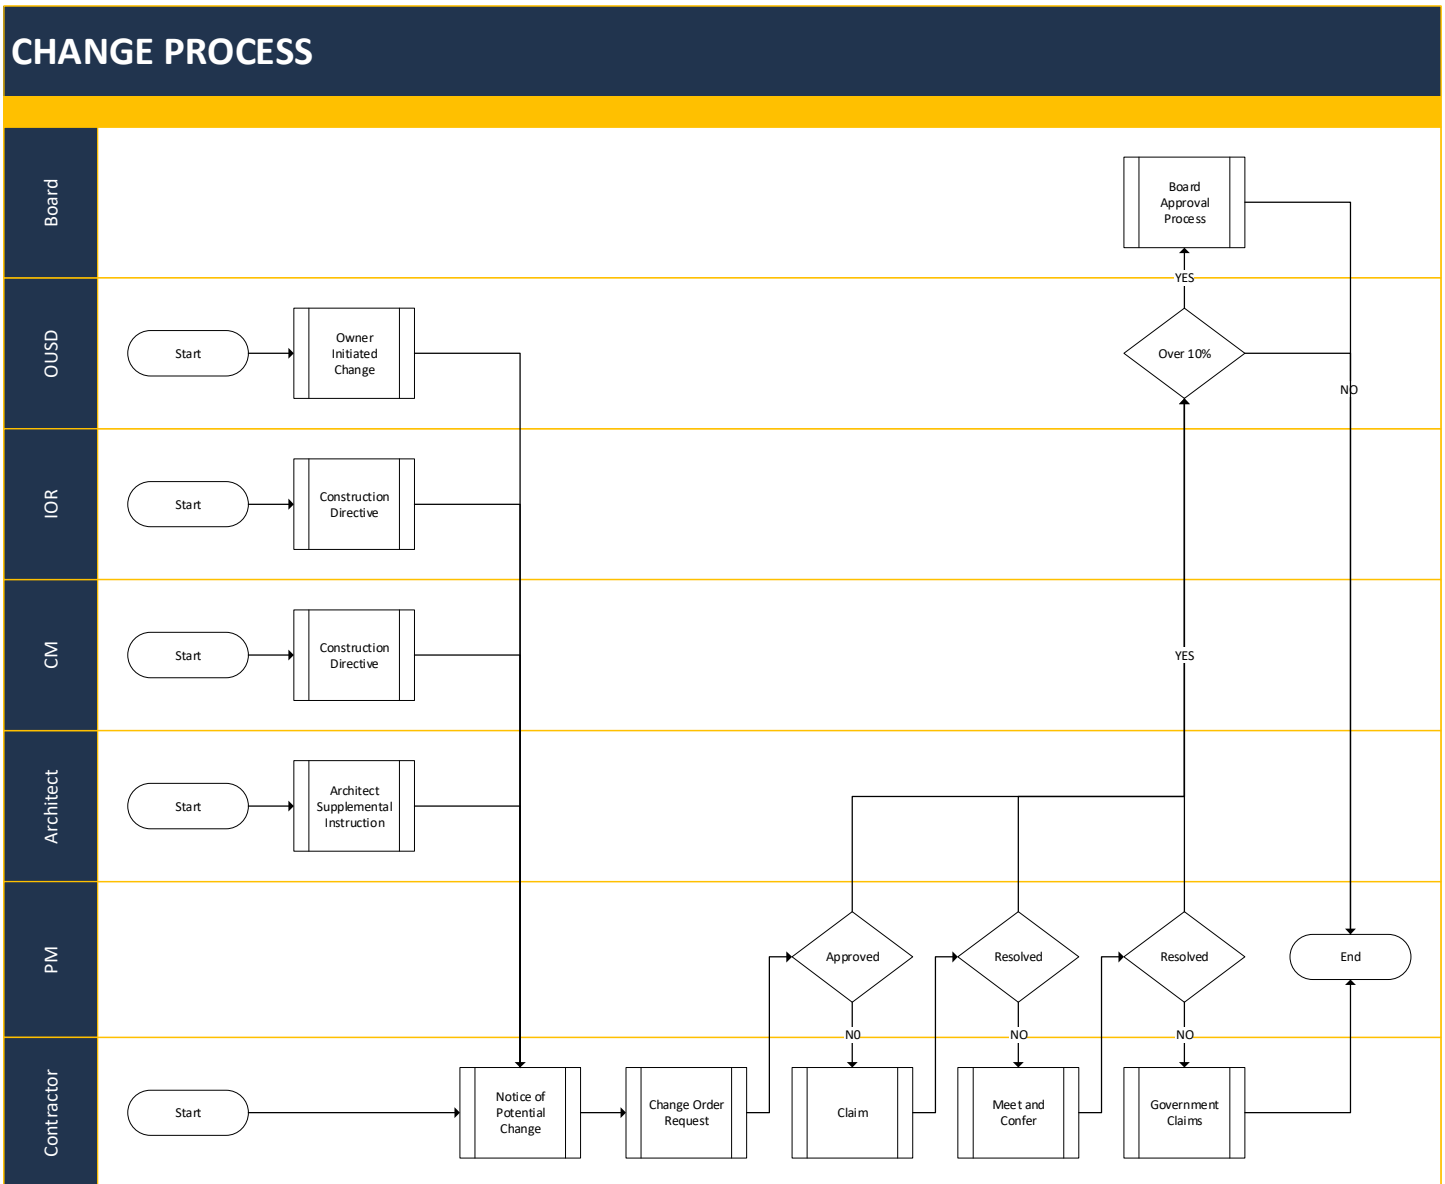 CHANGE PROCESS
Board
Board
Approval
Process
YES
OUSD
Start
Owner
Initiated
Change
Over 10%
NO
IOR
Start
Construction
Directive
CM
Start
Construction
Directive
YES
Architect
Start
Architect
Supplemental
Instruction
PM
Approved
Resolved
Resolved
End
N0
NO
NO
Contractor
Start
Notice of
Potential
Change
Change Order
Request
Claim
Meet and
Confer
Government
Claims